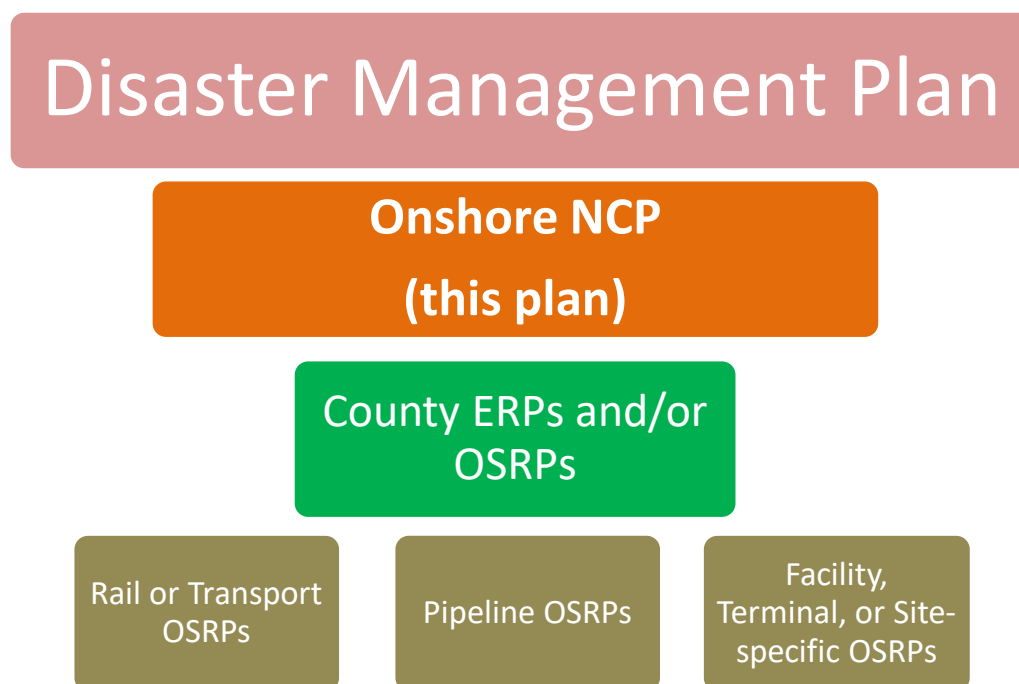 Disaster Management Plan
Onshore NCP
(this plan)
County ERPs and/or
OSRPs
Rail or Transport
OSRPs
Pipeline OSRPs
Facility,
Terminal, or Site-
specific OSRPs